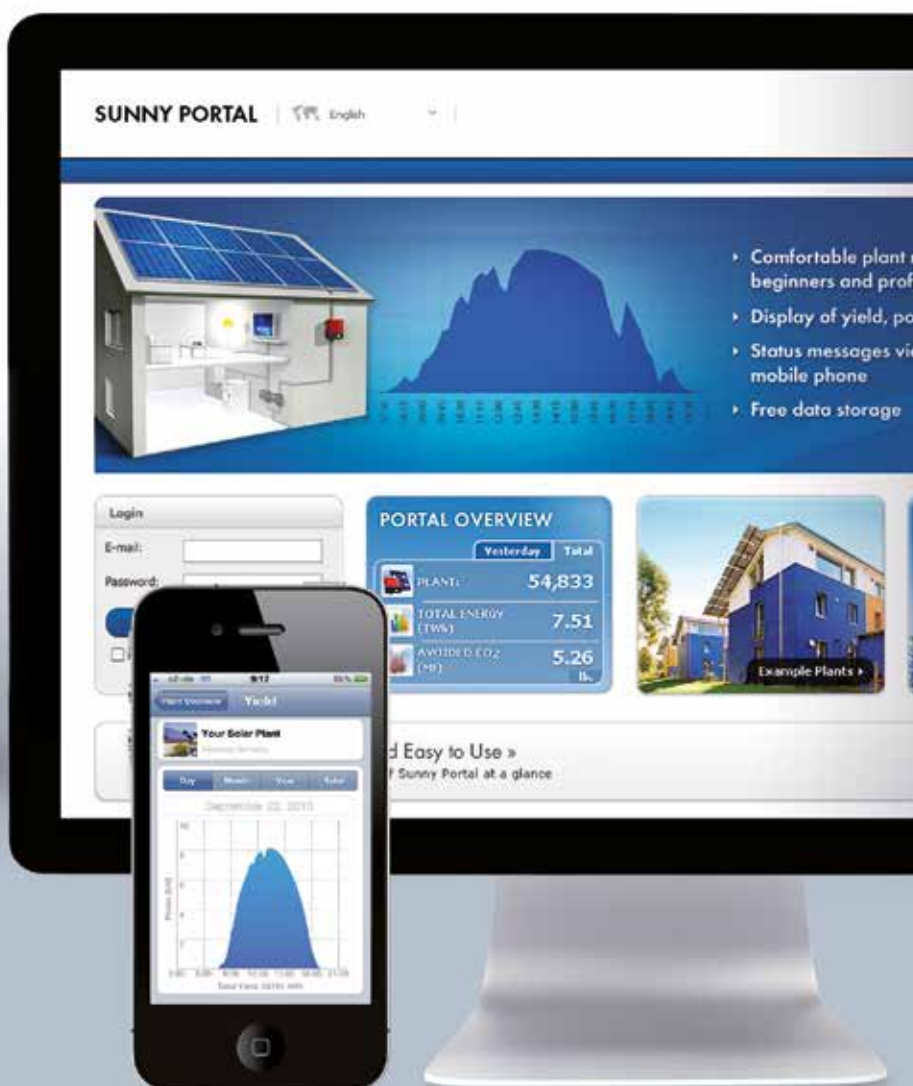 SUNNY PORTAL
English
Comfortable plant
beginners and prof
Display of yield, po
Status messages vi
mobile phone
Free data storage
Login
E-mail:
Password:
PORTAL OVERVIEW
Yesterday Total
PLANTS 54,833
TOTAL ENERGY 7.51
AVOIDED CO2 5.26
lb.
Example Plants
d Easy to Use »
f Sunny Portal at a glance
9:12
Plant Overview Yield
Your Solar Plant
Day Month Year Total
September 22,